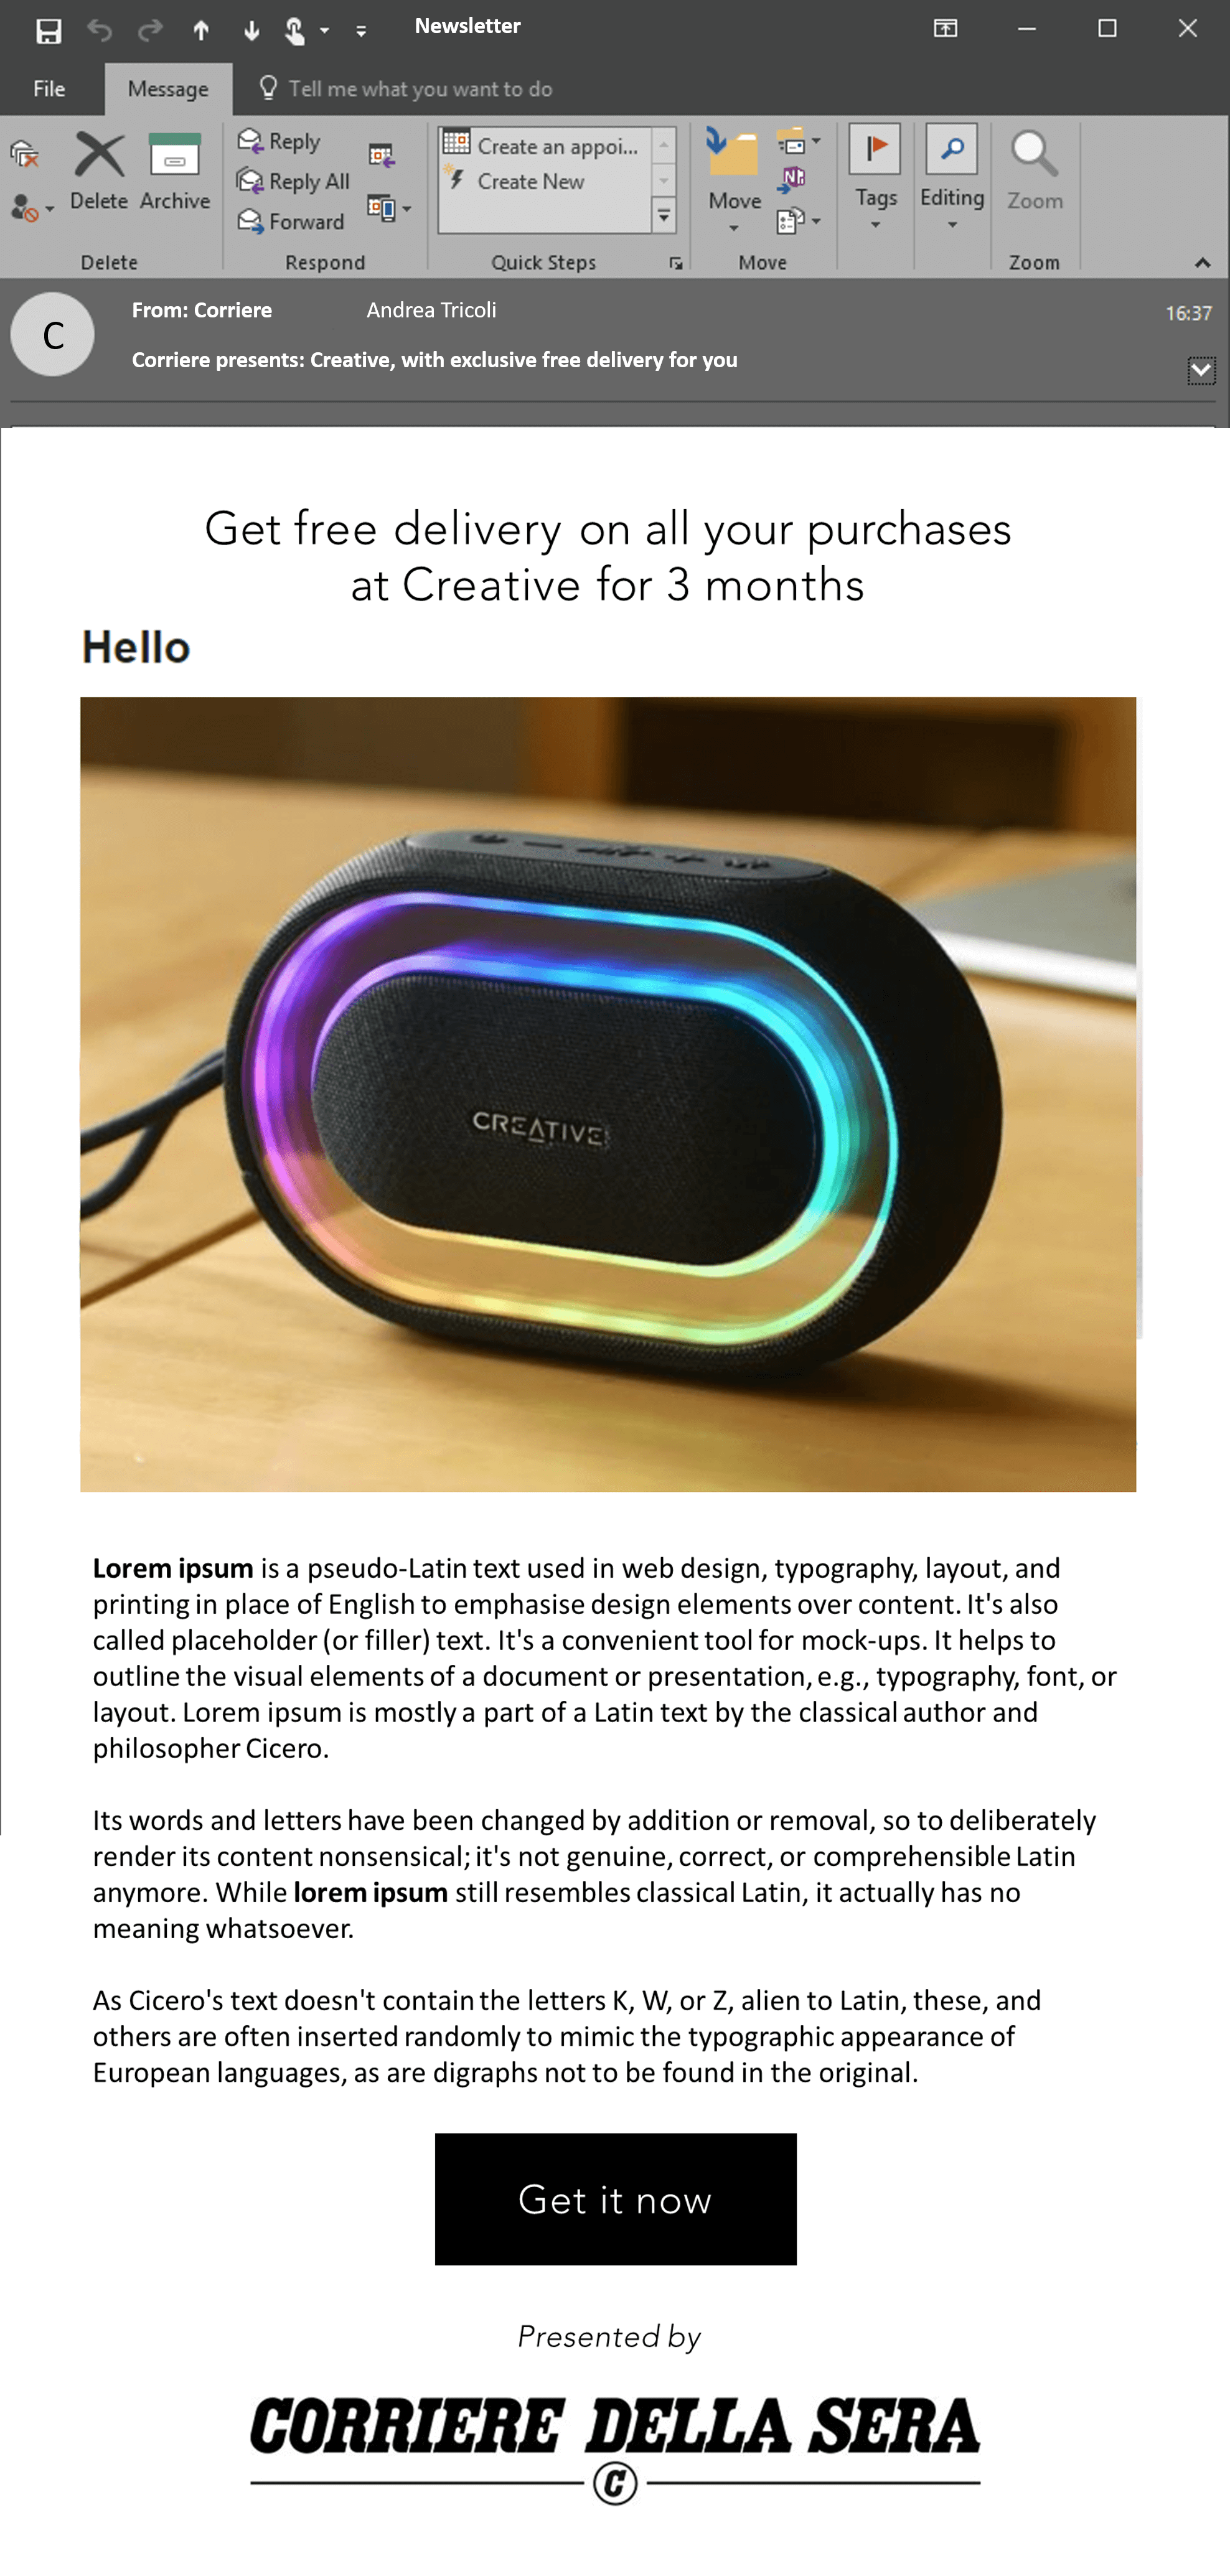 Newsletter
File Message Tell me what you want to do
Delete Archive
Reply
Reply All
Forward
Create an appoi...
Create New
Move
Tags
Editing
Zoom
Delete Respond Quick Steps Move Zoom
C
From: Corriere Andrea Tricoli
16:37
Corriere presents: Creative, with exclusive free delivery for you
Get free delivery on all your purchases
at Creative for 3 months
Hello
CREATIVE
Lorem ipsum is a pseudo-Latin text used in web design, typography, layout, and
printing in place of English to emphasise design elements over content. It's also
called placeholder (or filler) text. It's a convenient tool for mock-ups. It helps to
outline the visual elements of a document or presentation, e.g., typography, font, or
layout. Lorem ipsum is mostly a part of a Latin text by the classical author and
philosopher Cicero.
Its words and letters have been changed by addition or removal, so to deliberately
render its content nonsensical; it's not genuine, correct, or comprehensible Latin
anymore. While lorem ipsum still resembles classical Latin, it actually has no
meaning whatsoever.
As Cicero's text doesn't contain the letters K, W, or Z, alien to Latin, these, and
others are often inserted randomly to mimic the typographic appearance of
European languages, as are digraphs not to be found in the original.
Get it now
Presented by
CORRIERE DELLA SERA
C